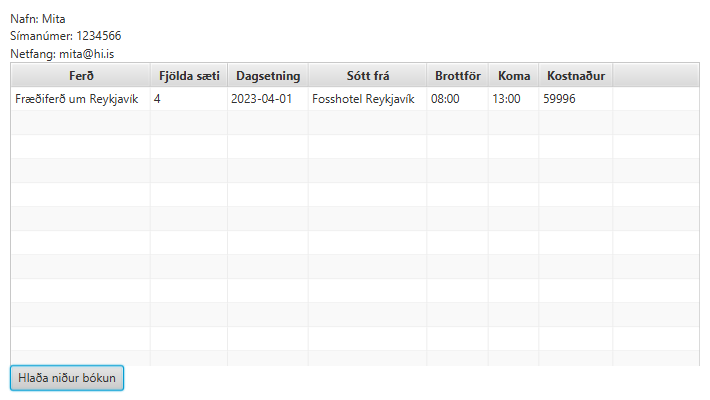 Nafn: Mita
Símanúmer: 1234566
Netfang: mita@hi.is
Ferð Fjölda sæti Dagsetning Sótt frá Brottför Koma Kostnaður
Fræðiferð um Reykjavík 4 2023-04-01 Fosshotel Reykjavík 08:00 13:00 59996
Hlaða niður bókun